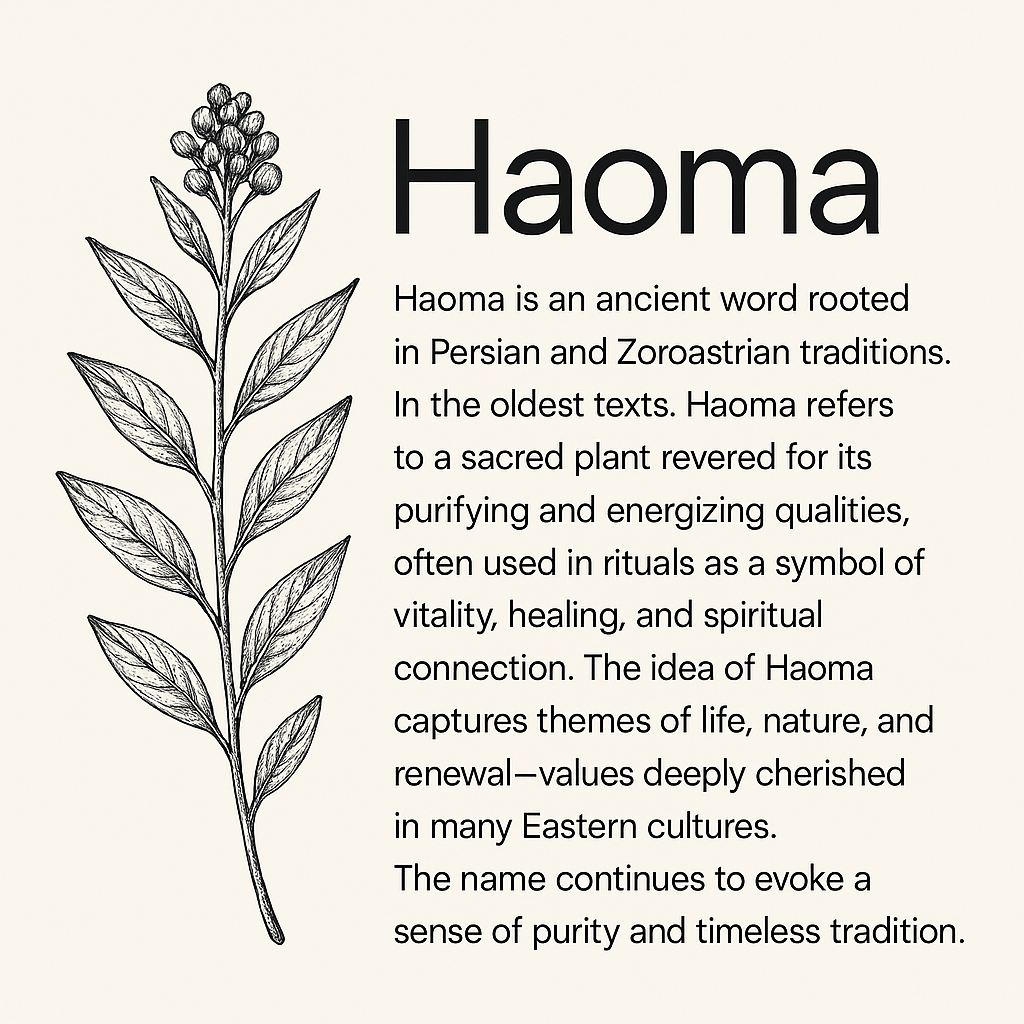 Haoma
Haoma is an ancient word rooted
in Persian and Zoroastrian traditions.
In the oldest texts. Haoma refers
to a sacred plant revered for its
purifying and energizing qualities,
often used in rituals as a symbol of
vitality, healing, and spiritual
connection. The idea of Haoma
captures themes of life, nature, and
renewal—values deeply cherished
in many Eastern cultures.
The name continues to evoke a
sense of purity and timeless tradition.